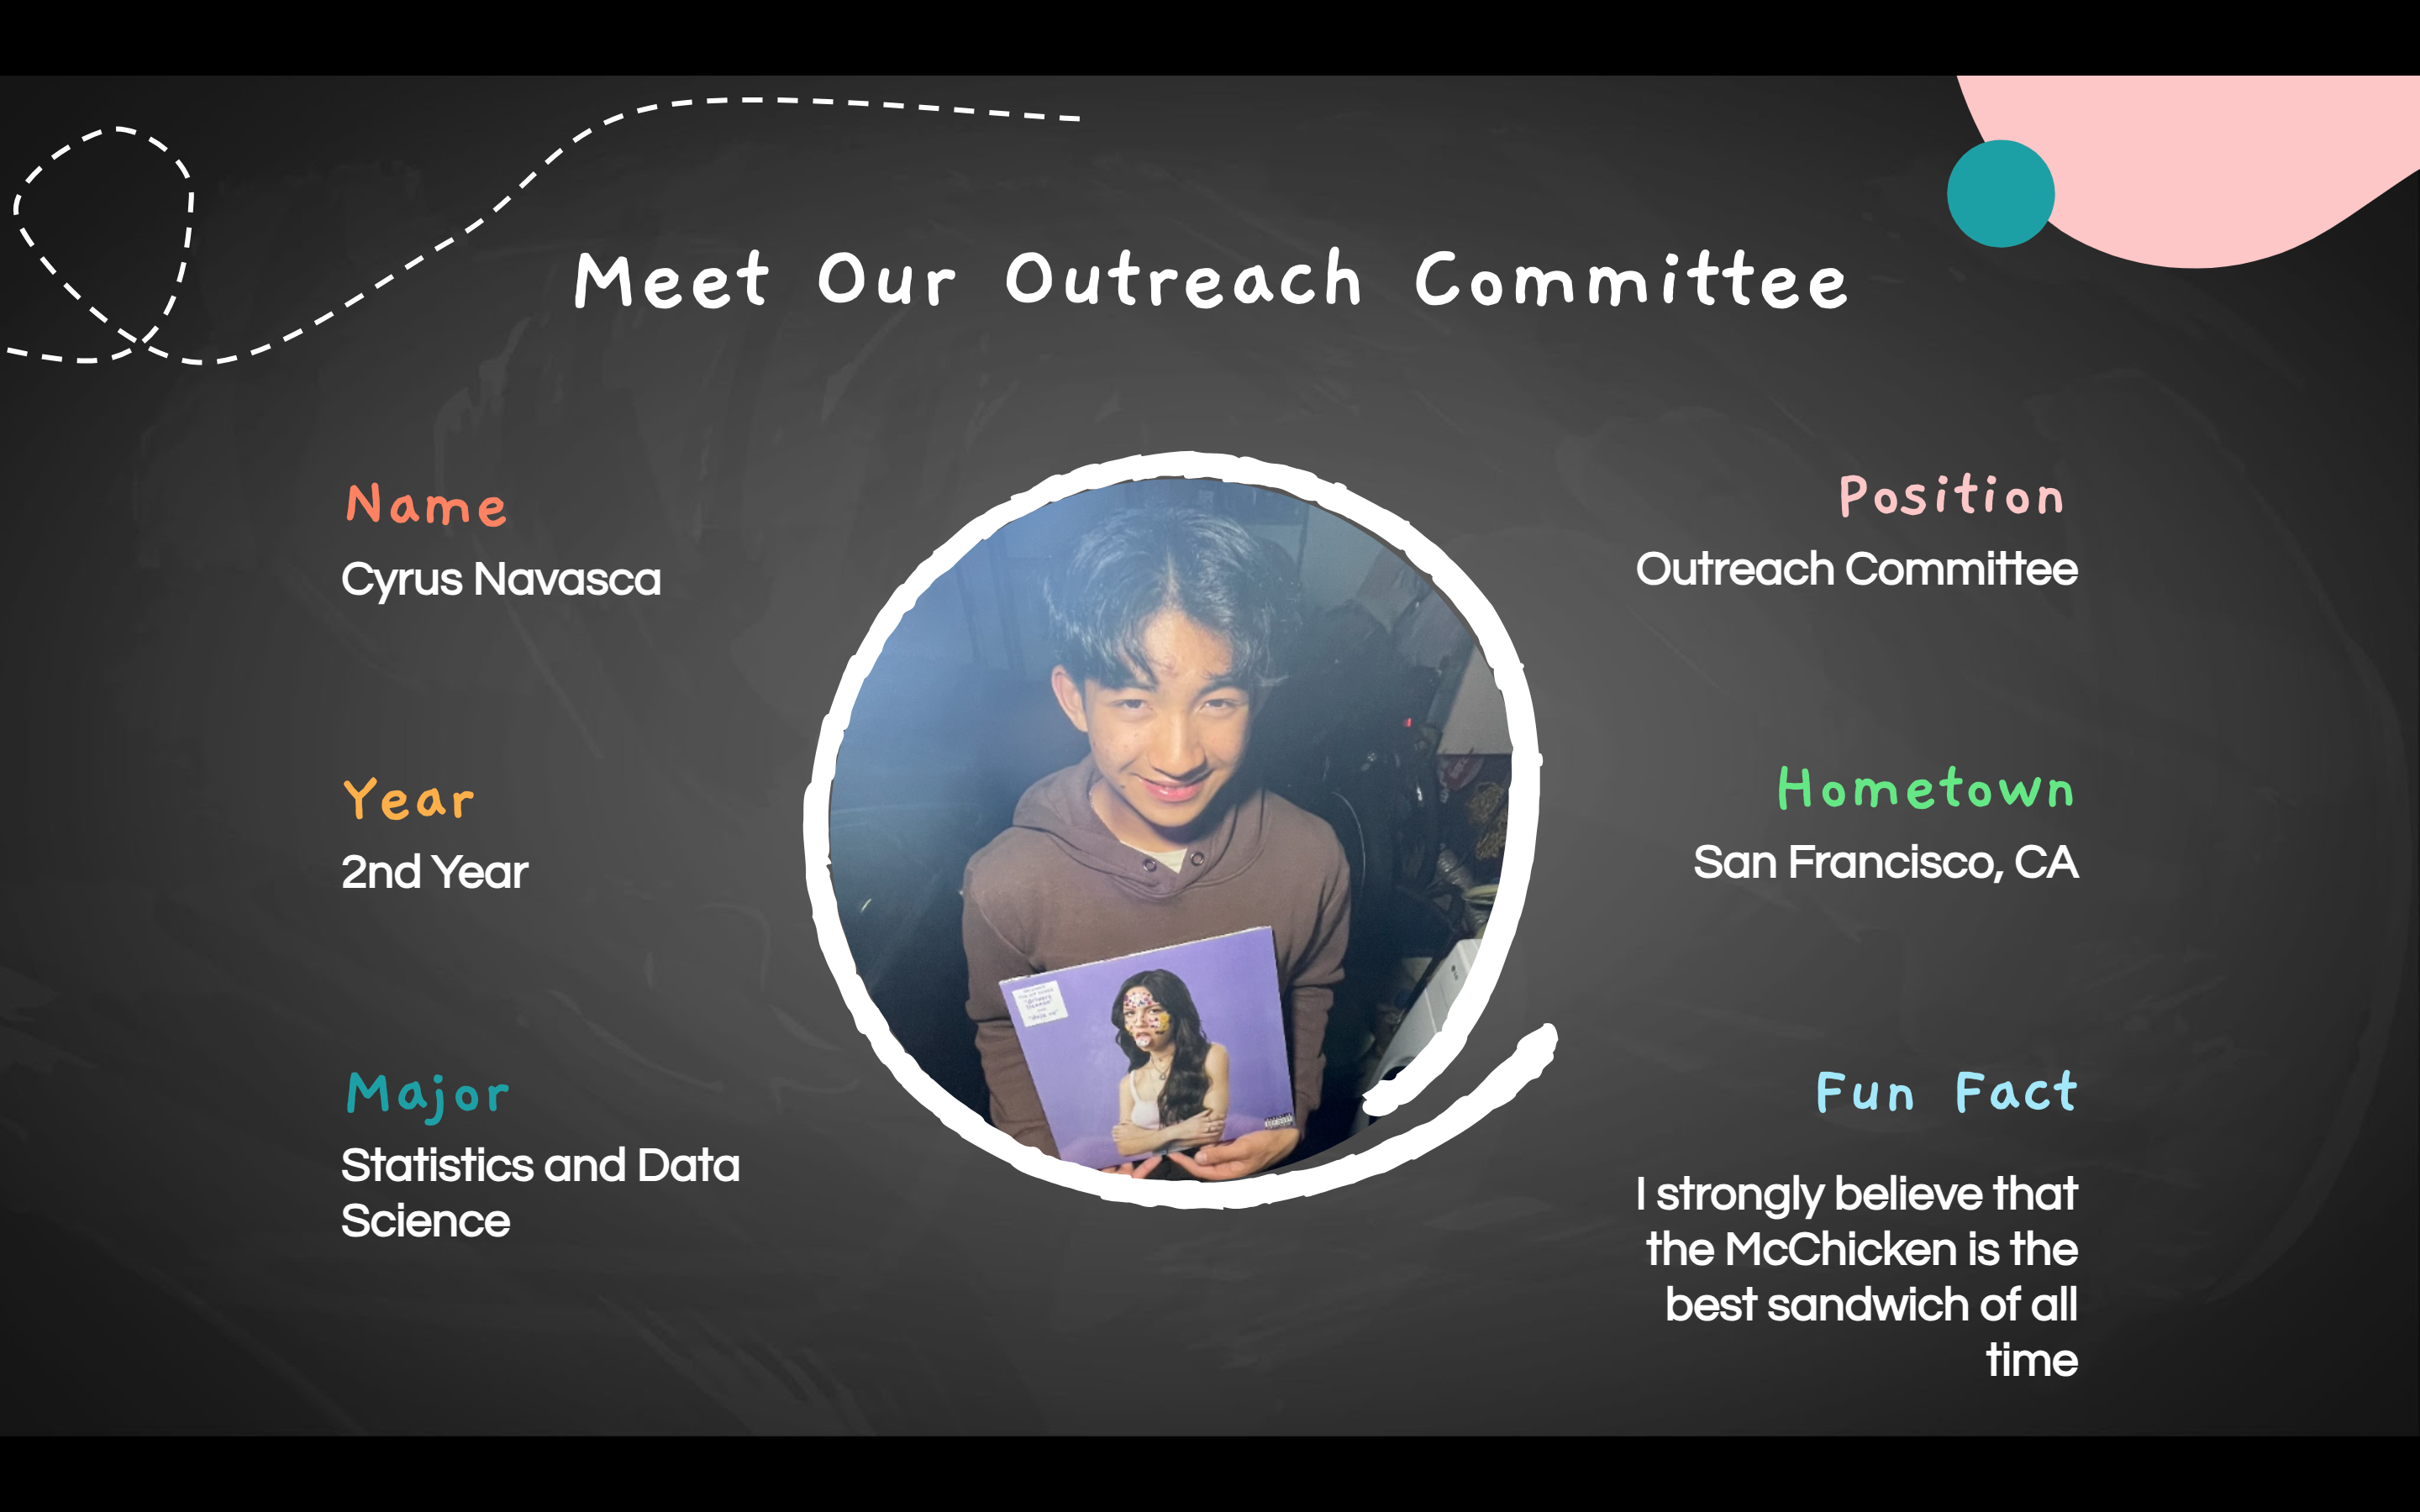 Meet Our Outreach Committee
Name
Cyrus Navasca
Year
2nd Year
Major
Statistics and Data
Science
Position
Outreach Committee
Hometown
San Francisco, CA
Fun Fact
I strongly believe that
the McChicken is the
best sandwich of all
time